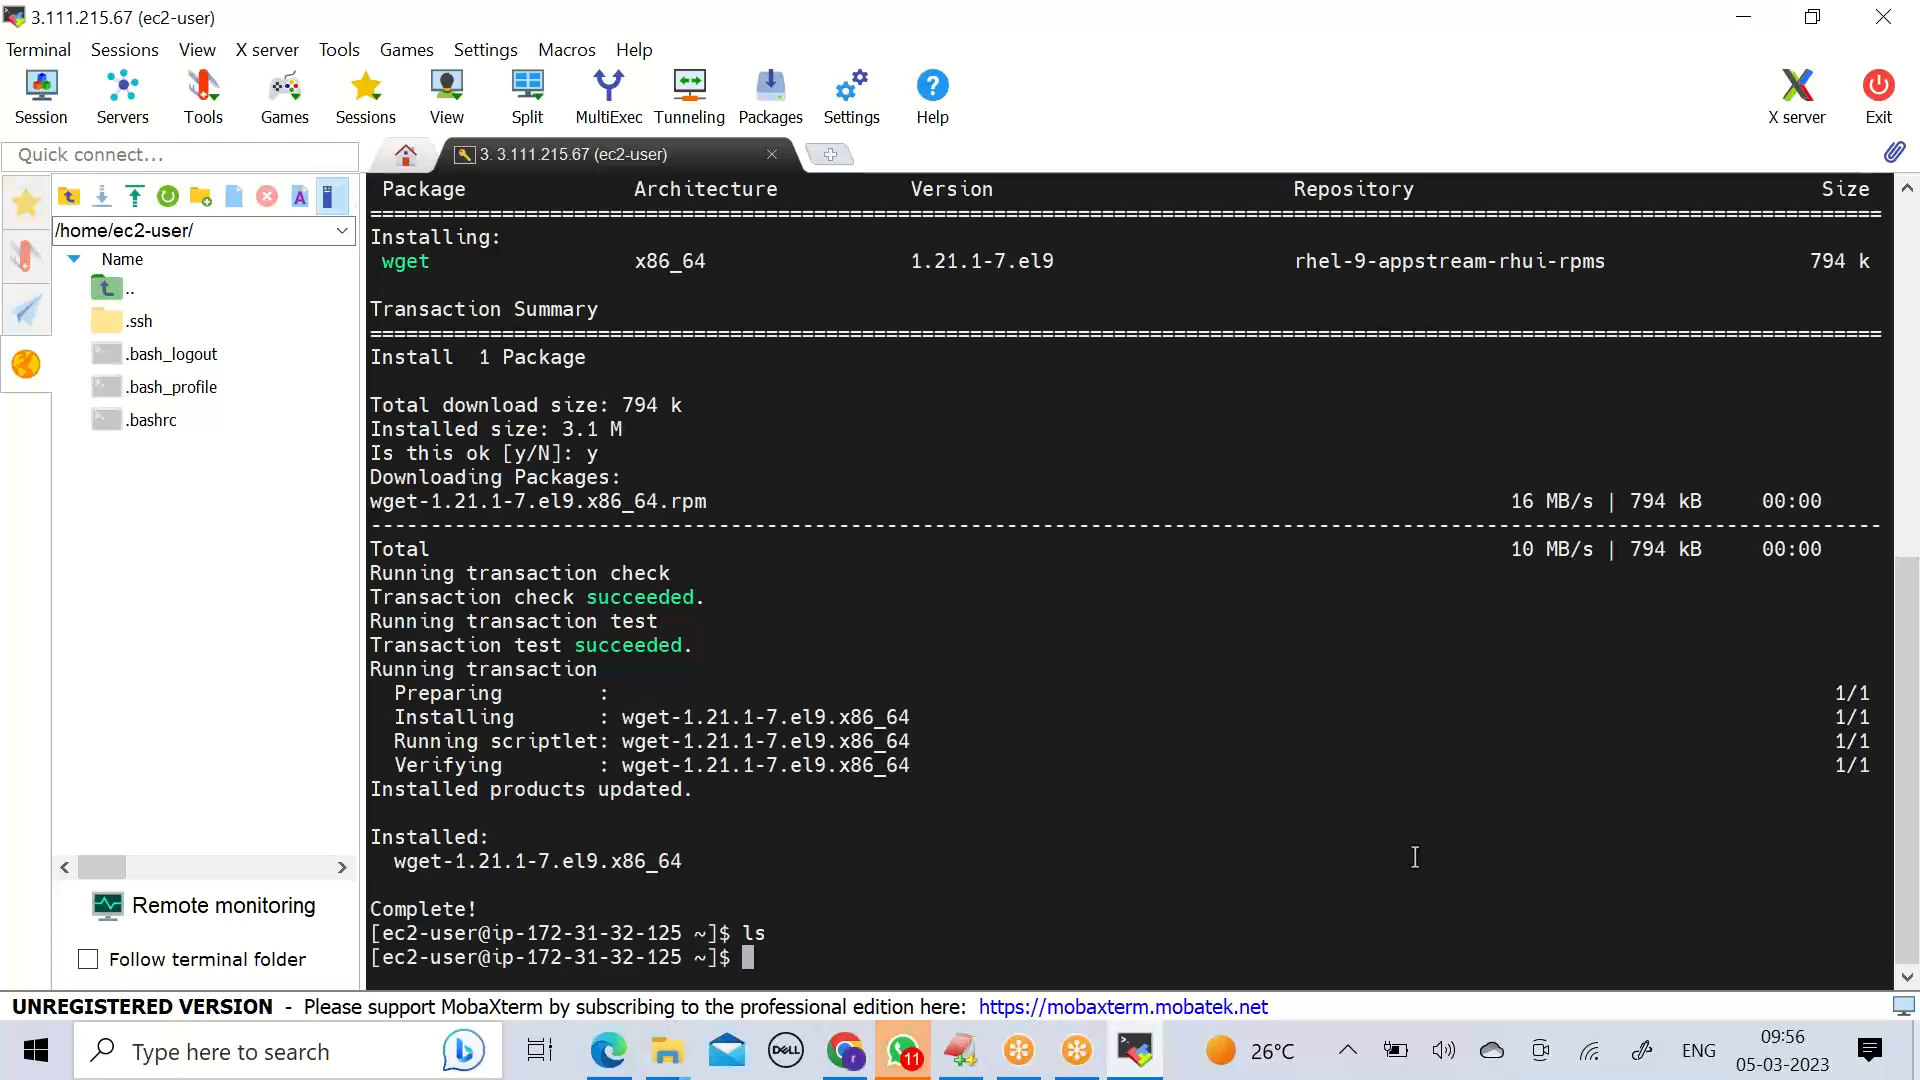 3.111.215.67 (ec2-user)
Terminal Sessions View X server Tools Games Settings Macros Help
Session Servers Tools Games Sessions View Split MultiExec Tunneling Packages Settings Help X server Exit
Quick connect...
3. 3.111.215.67 (ec2-user)
/home/ec2-user/
Name
..
.ssh
.bash_logout
.bash_profile
.bashrc
Remote monitoring
Follow terminal folder
Package Architecture Version Repository Size
================================================================================
Installing:
wget x86_64 1.21.1-7.el9 rhel-9-appstream-rhui-rpms 794 k
Transaction Summary
================================================================================
Install 1 Package
Total download size: 794 k
Installed size: 3.1 M
Is this ok [y/N]: y
Downloading Packages:
wget-1.21.1-7.el9.x86_64.rpm 16 MB/s | 794 kB 00:00
--------------------------------------------------------------------------------
Total 10 MB/s | 794 kB 00:00
Running transaction check
Transaction check succeeded.
Running transaction test
Transaction test succeeded.
Running transaction
Preparing : 1/1
Installing : wget-1.21.1-7.el9.x86_64 1/1
Running scriptlet: wget-1.21.1-7.el9.x86_64 1/1
Verifying : wget-1.21.1-7.el9.x86_64 1/1
Installed products updated.
Installed:
wget-1.21.1-7.el9.x86_64
Complete!
[ec2-user@ip-172-31-32-125 ~]$ ls
[ec2-user@ip-172-31-32-125 ~]$
UNREGISTERED VERSION - Please support MobaXterm by subscribing to the professional edition here: https://mobaxterm.mobatek.net
Type here to search
DELL
r
11
26°C
ENG
09:56
05-03-2023